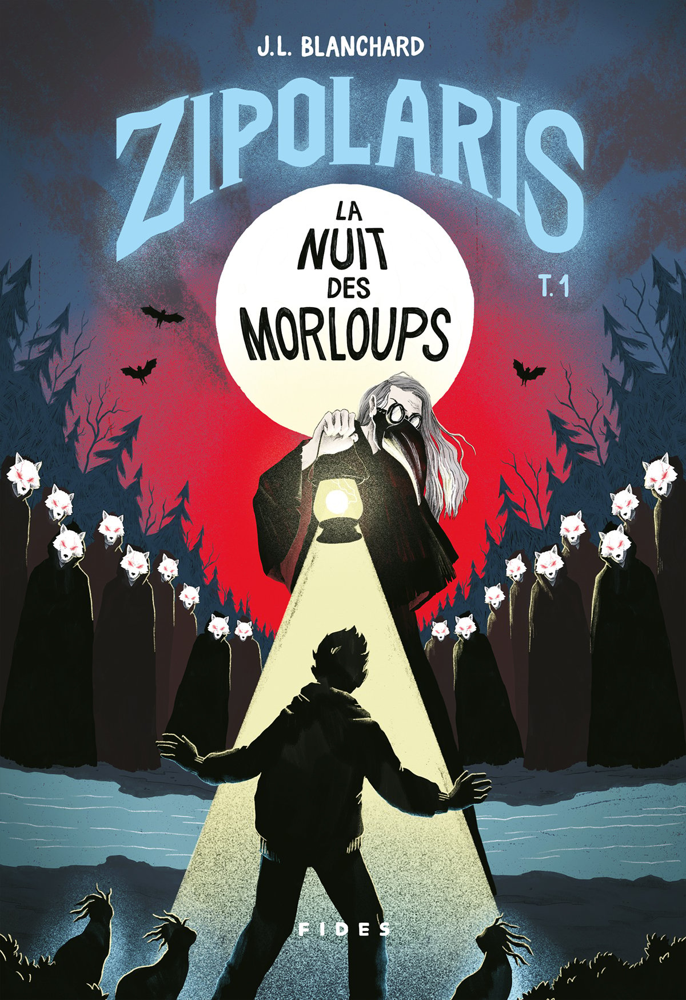 J.L. BLANCHARD
ZIPOLARIS
LA
NUIT
DES
MORLOUPS
T. 1
FIDES